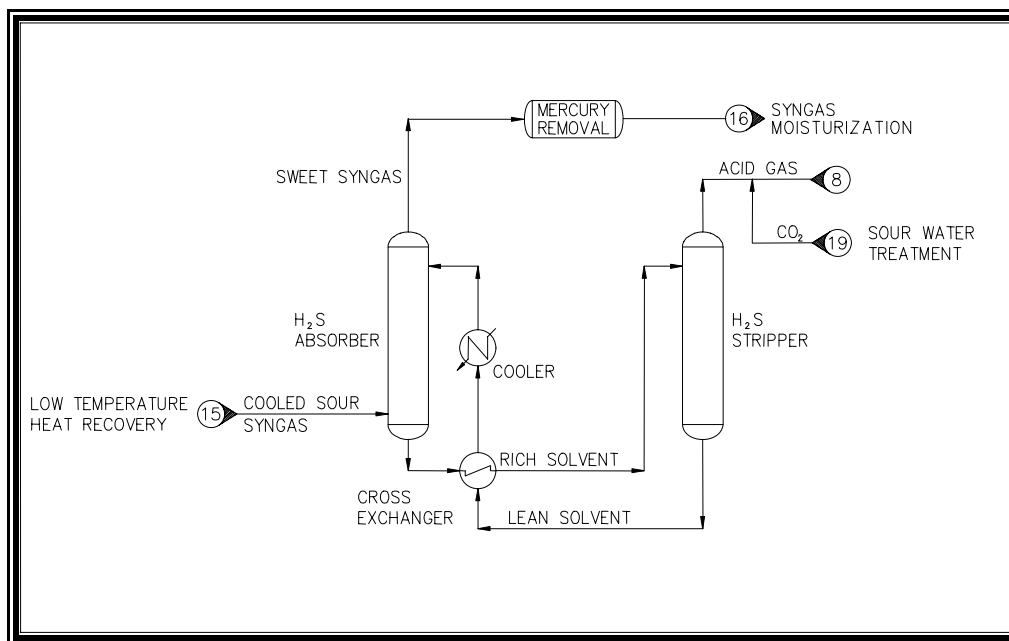 MERCURY
REMOVAL
16
SYNGAS
MOISTURIZATION
SWEET SYNGAS
ACID GAS
8
CO₂
19
SOUR WATER
TREATMENT
H₂S
ABSORBER
H₂S
STRIPPER
COOLER
LOW TEMPERATURE
HEAT RECOVERY
15
COOLED SOUR
SYNGAS
RICH SOLVENT
CROSS
EXCHANGER
LEAN SOLVENT